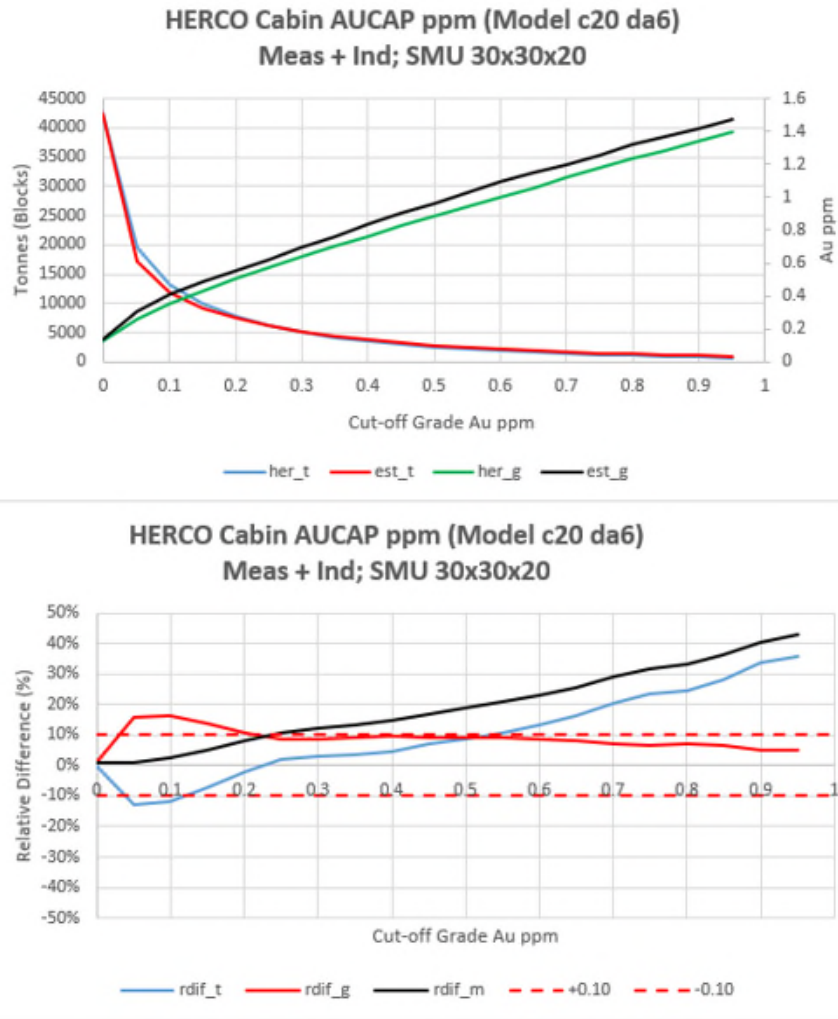 HERCO Cabin AUCAP ppm (Model c20 da6)
Meas + Ind; SMU 30x30x20
45000 1.6
40000 1.4
35000 1.2
30000 1
25000 0.8
20000 0.6
15000 0.4
10000 0.2
5000 0
0
Tonnes (Blocks)
Au ppm
0 0.1 0.2 0.3 0.4 0.5 0.6 0.7 0.8 0.9 1
Cut-off Grade Au ppm
her_t est_t her_g est_g
HERCO Cabin AUCAP ppm (Model c20 da6)
Meas + Ind; SMU 30x30x20
50%
40%
30%
20%
10%
0%
-10%
-20%
-30%
-40%
-50%
Relative Difference (%)
0 0.1 0.2 0.3 0.4 0.5 0.6 0.7 0.8 0.9 1
Cut-off Grade Au ppm
rdif_t rdif_g rdif_m +0.10 -0.10